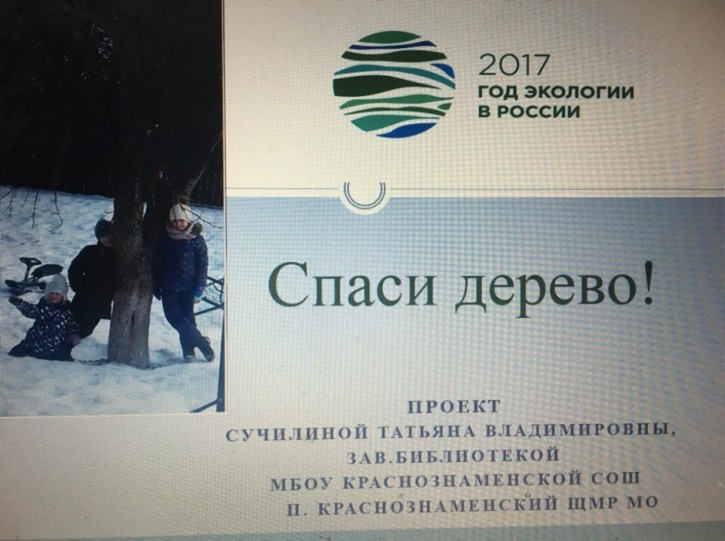 2017
ГОД ЭКОЛОГИИ
В РОССИИ
Спаси дерево!
ПРОЕКТ
СУЧИЛИНОЙ ТАТЬЯНА ВЛАДИМИРОВНЫ,
ЗАВ.БИБЛИОТЕКОЙ
МБОУ КРАСНОЗНАМЕНСКОЙ СОШ
П. КРАСНОЗНАМЕНСКИЙ ЩМР МО